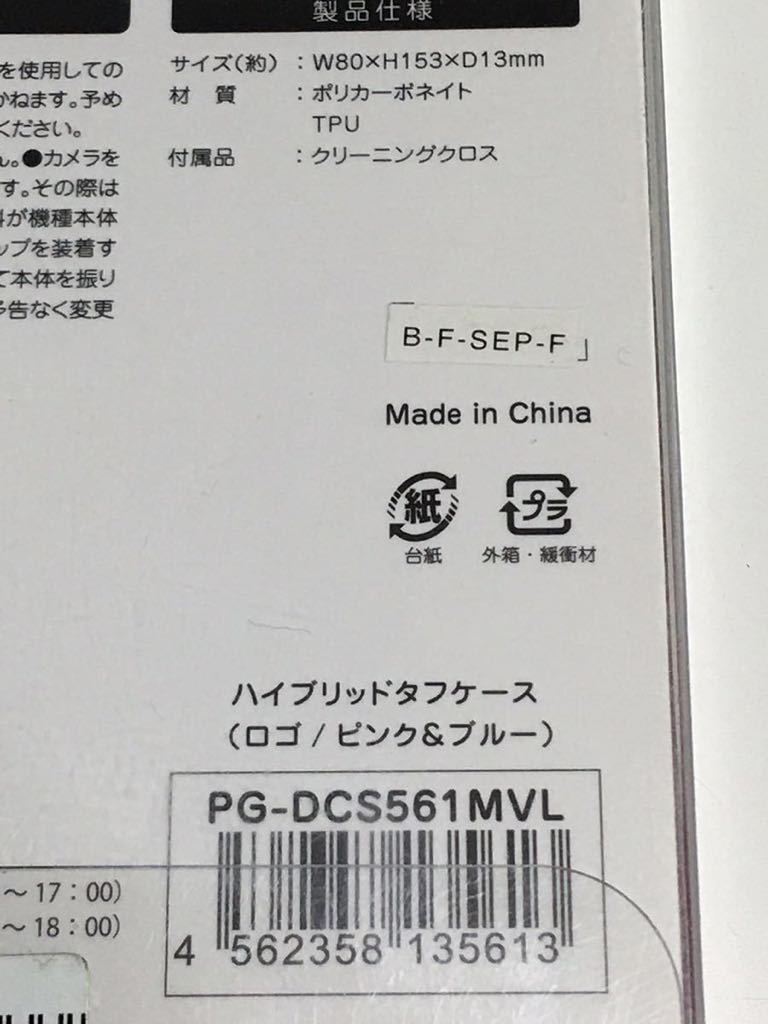 製品仕様
サイズ(約) : W80×H153×D13mm
材 質 : ポリカーボネイト
TPU
付属品 : クリーニングクロス
を使用しての
かねます。予め
ください。
ん。●カメラを
す。その際は
料が機種本体
ップを装着す
て本体を振り
予告なく変更
B-F-SEP-F
Made in China
紙
プラ
台紙
外箱・緩衝材
ハイブリッドタフケース
(ロゴ / ピンク&ブルー)
PG-DCS561MVL
4 562358 135613
~ 17 : 00)
~ 18 : 00)